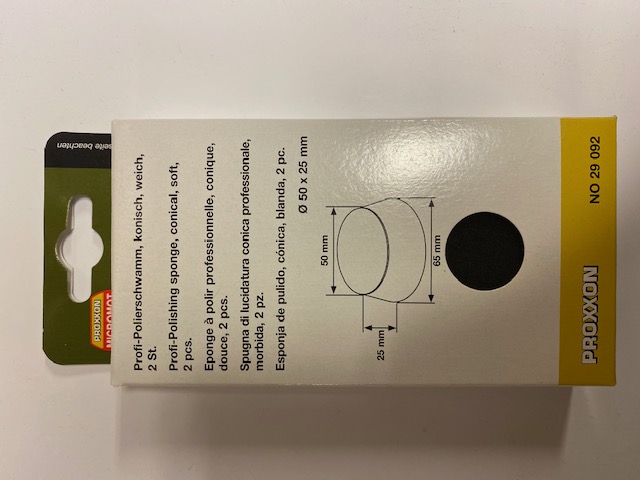 Profi-Polierschwamm, konisch, weich,
2 St.
Profi-Polishing sponge, conical, soft,
2 pcs.
Eponge à polir professionnelle, conique,
douce, 2 pcs.
Spugna di lucidatura conica professionale,
morbida, 2 pz.
Esponja de pulido, cónica, blanda, 2 pc.
Ø 50 x 25 mm
50 mm
65 mm
25 mm
PROXXON
NO 29 092
PROXXON
MICROMOT
seite beachten